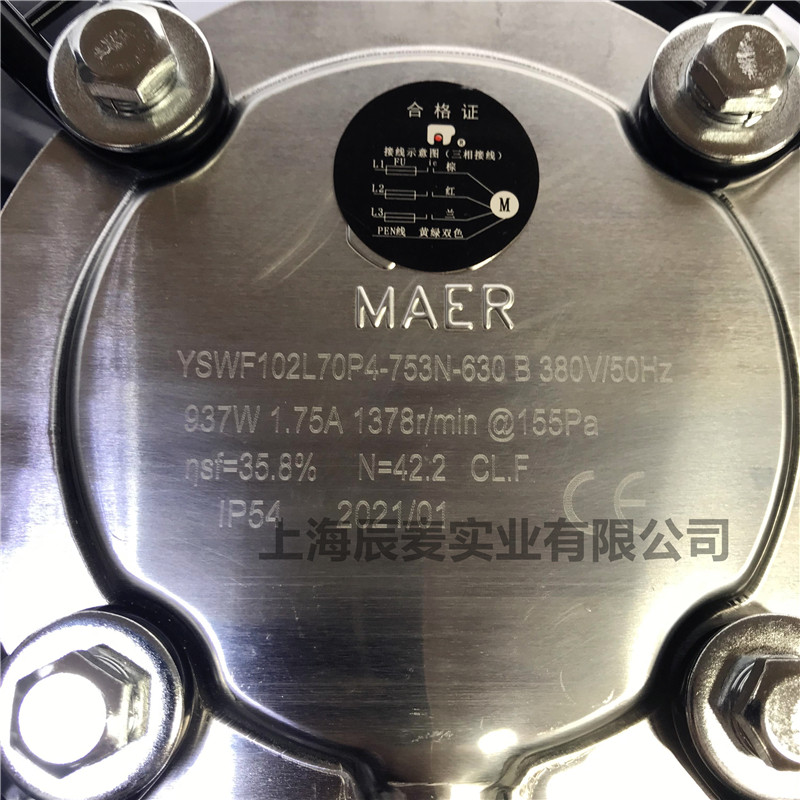 合格证
接线示意图（三相接线）
L1 FU ic 棕
L2 红
L3 兰
M
PEN线 黄绿双色
MAER
YSWF102L70P4-753N-630 B 380V/50Hz
937W 1.75A 1378r/min @155Pa
ηsf=35.8% N=42.2 CL.F
IP54 2021/01 CE
上海辰麦实业有限公司